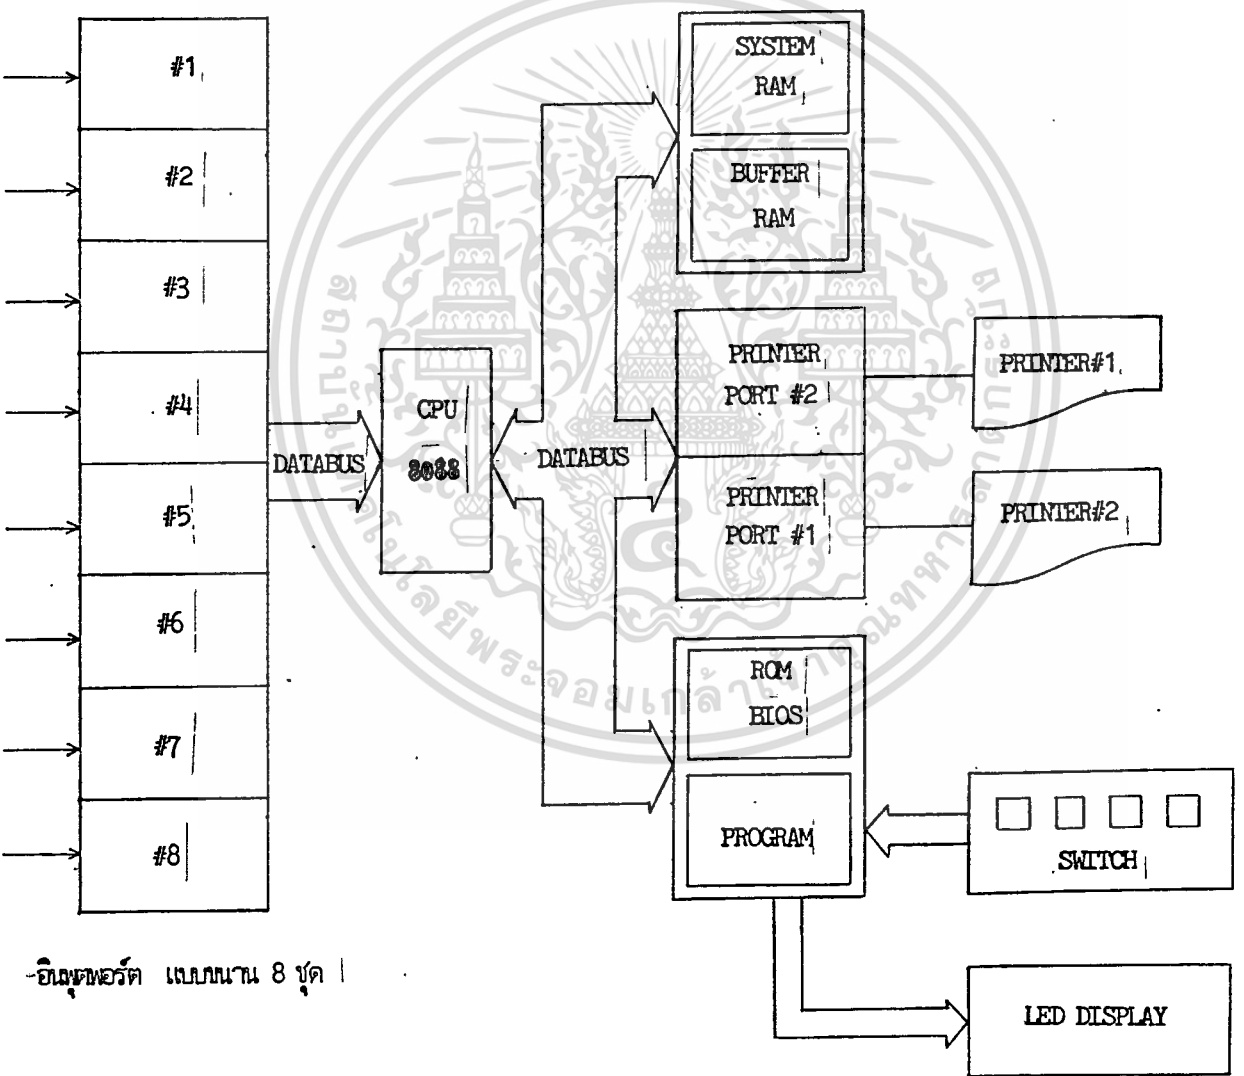 #1
#2
#3
#4
#5
#6
#7
#8
DATABUS
CPU
8088
DATABUS
SYSTEM
RAM
BUFFER
RAM
PRINTER
PORT #2
PRINTER
PORT #1
PRINTER#1
PRINTER#2
ROM
BIOS
PROGRAM
SWITCH
LED DISPLAY
-อินพุตพอร์ต แบบขนาน 8 ชุด